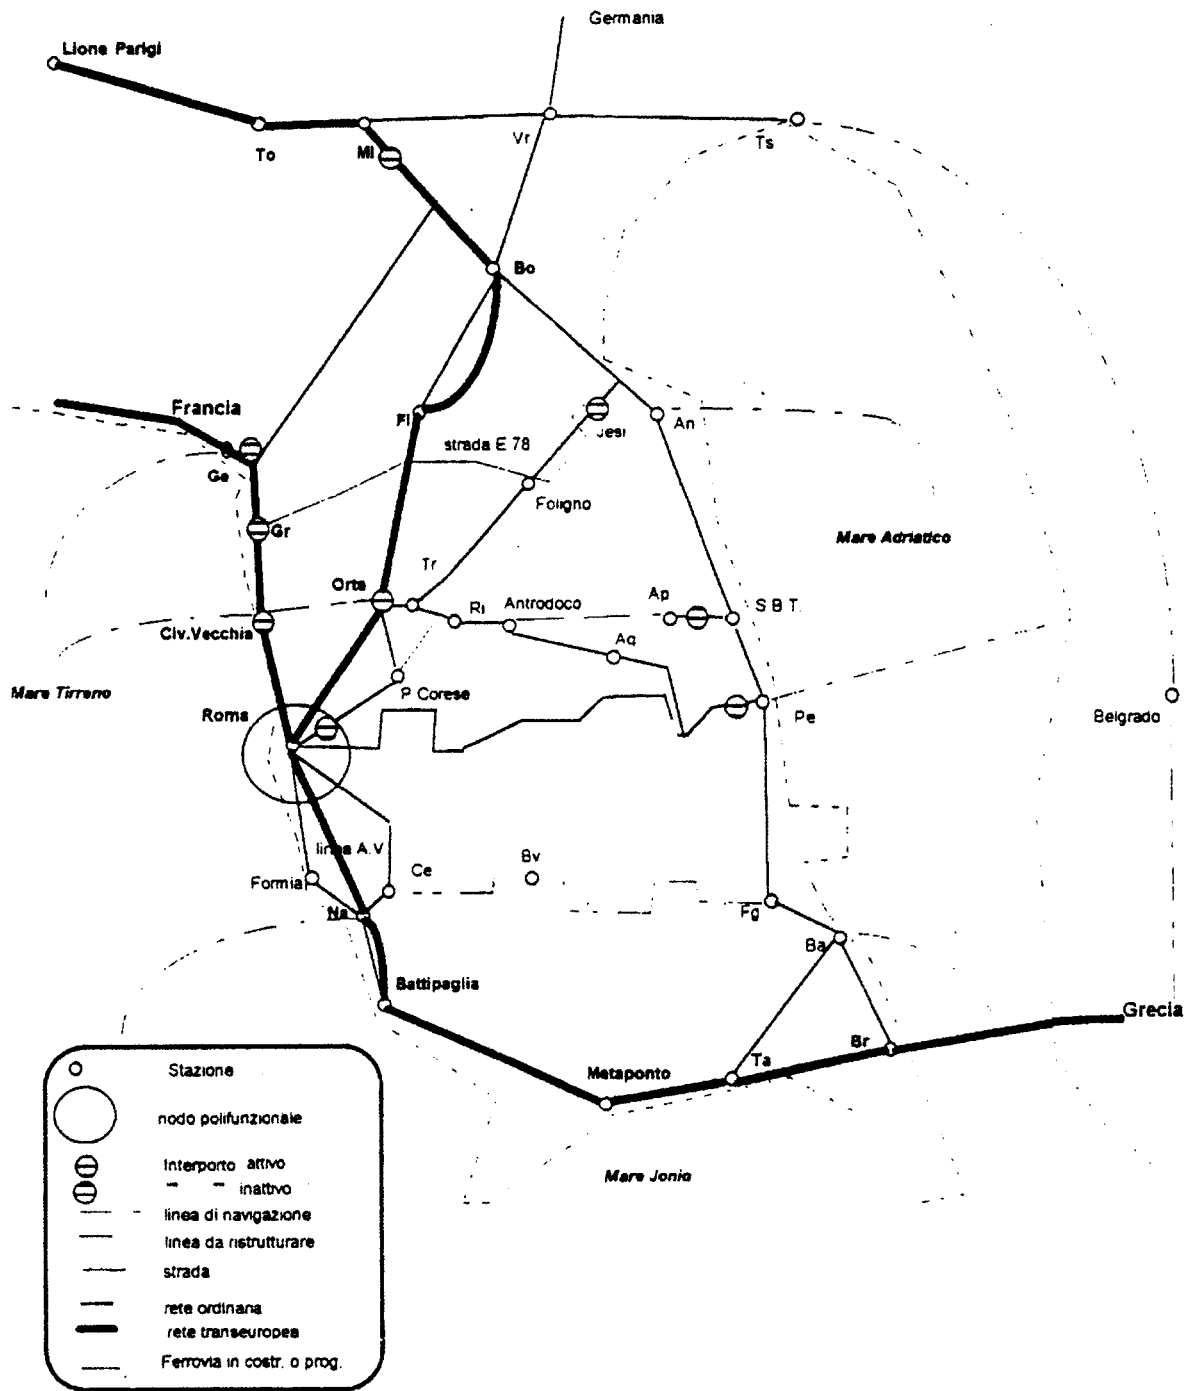 Germania
Lione Parigi
To
Mi
Vr
Ts
Bo
Francia
Fi
strada E 78
Jesi
An
Ge
Foligno
Gr
Mare Adriatico
Orte
Tr
Ri
Antrodoco
Ap
S B T.
Civ.Vecchia
Aq
Mare Tirreno
P Corese
Roma
Pe
Belgrado
linea A.V
Formia
Ce
Bv
Na
Fg
Ba
Battipaglia
Grecia
Br
Ta
Metaponto
Mare Jonio
Stazione
nodo polifunzionale
Interporto attivo
" " inattivo
linea di navigazione
linea da ristrutturare
strada
rete ordinaria
rete transeuropea
Ferrovia in costr. o prog.